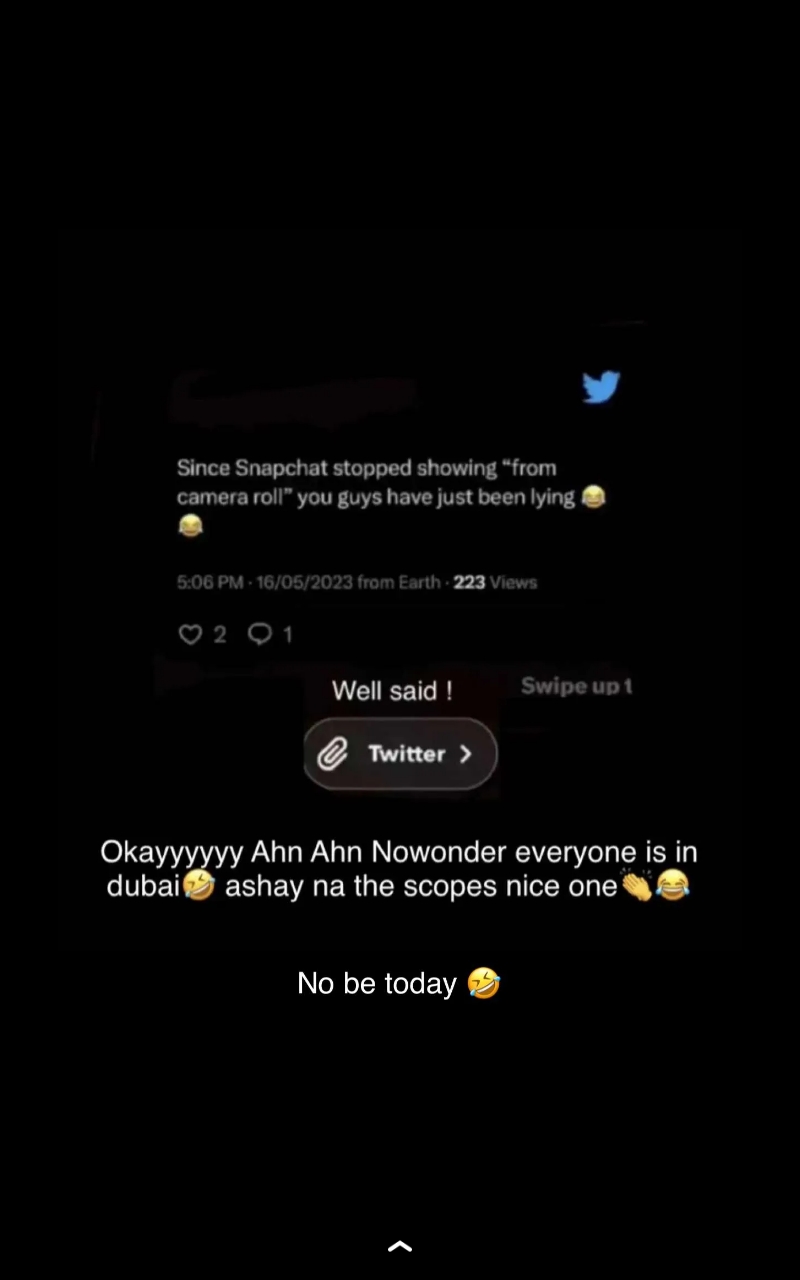 Since Snapchat stopped showing “from
camera roll” you guys have just been lying 😂
😂
5:06 PM · 16/05/2023 from Earth · 223 Views
2 1
Well said !
Swipe up t
Twitter
Okayyyyyy Ahn Ahn Nowonder everyone is in
dubai🤣 ashay na the scopes nice one👏😂
No be today 🤣